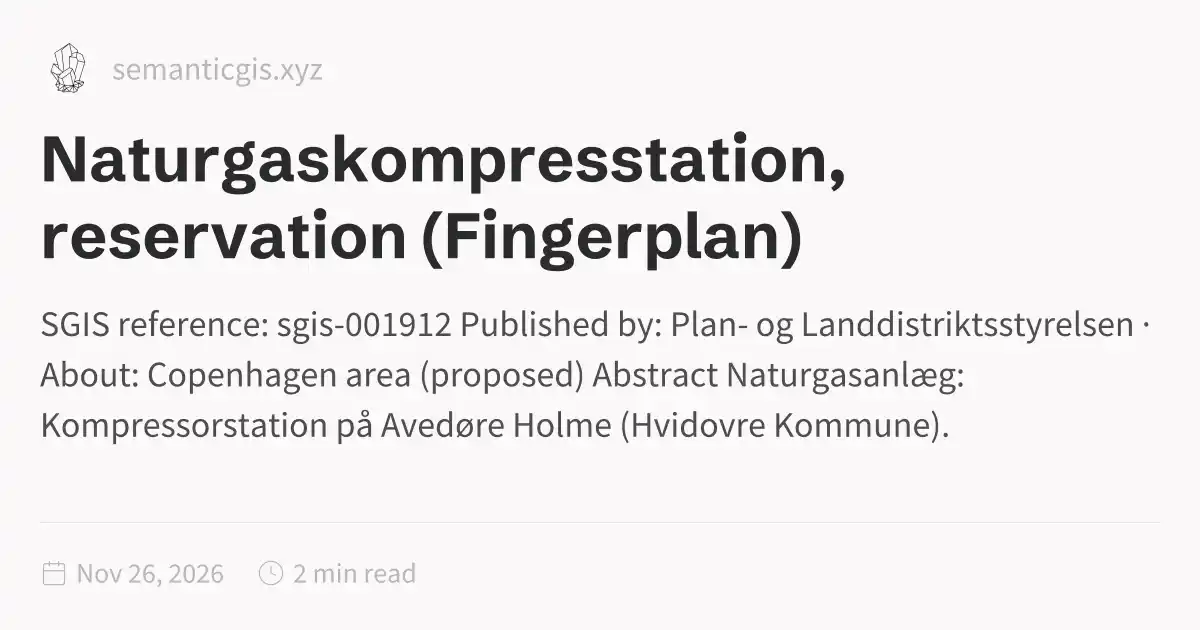 semanticgis.xyz
Naturgaskompresstation,
reservation (Fingerplan)
SGIS reference: sgis-001912 Published by: Plan- og Landdistriktsstyrelsen ·
About: Copenhagen area (proposed) Abstract Naturgasanlæg:
Kompressorstation på Avedøre Holme (Hvidovre Kommune).
Nov 26, 2026 2 min read